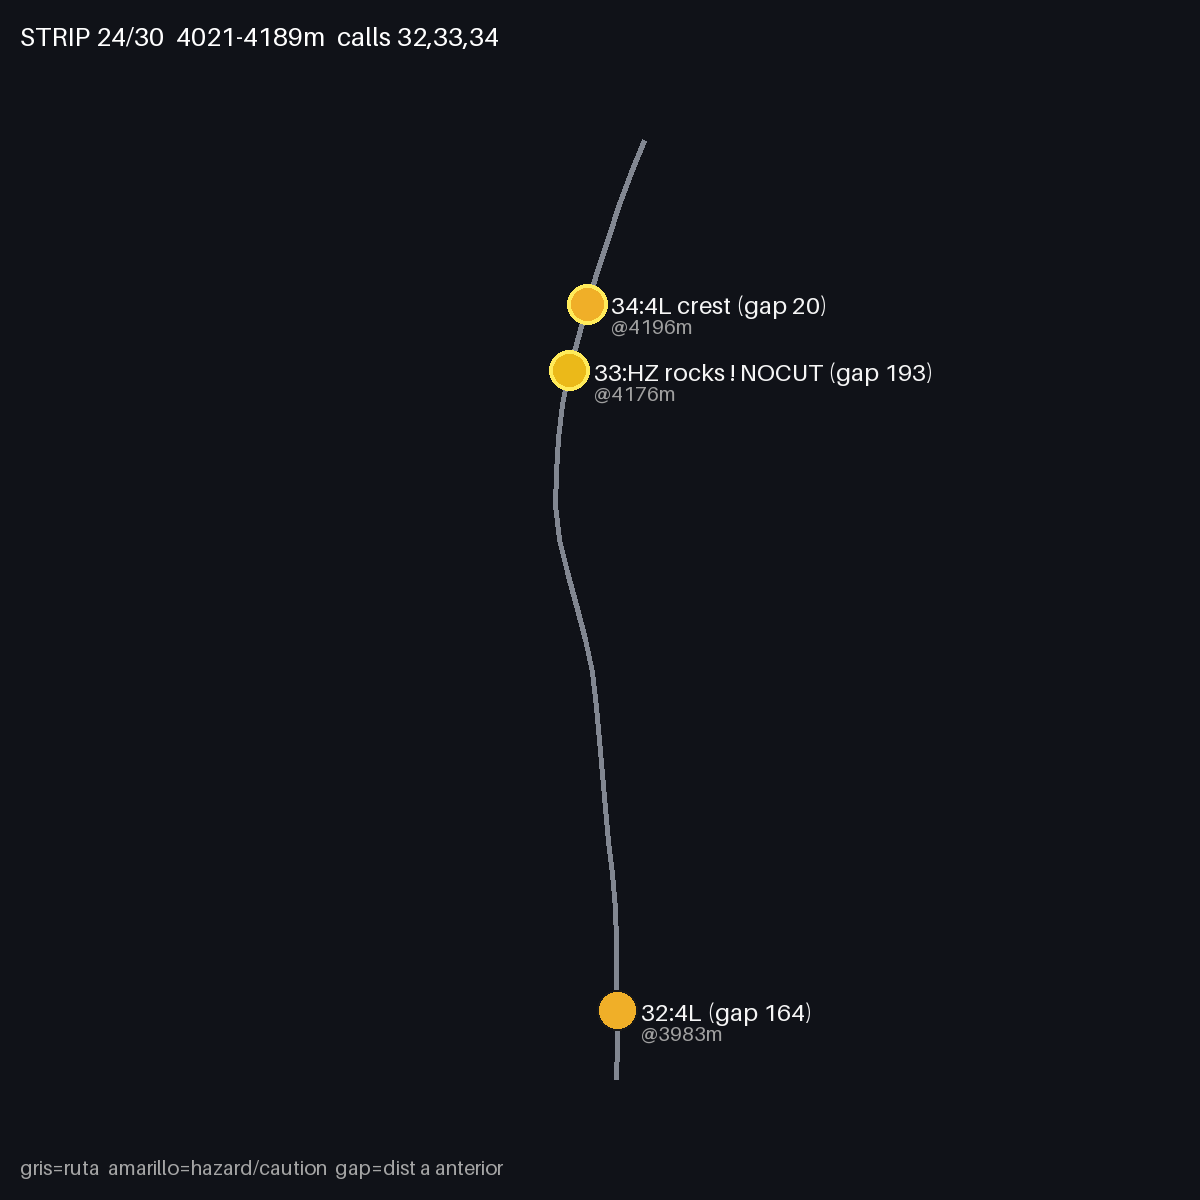 STRIP 24/30  4021-4189m  calls 32,33,34
34:4L crest (gap 20)
@4196m
33:HZ rocks ! NOCUT (gap 193)
@4176m
32:4L (gap 164)
@3983m
gris=ruta  amarillo=hazard/caution  gap=dist a anterior